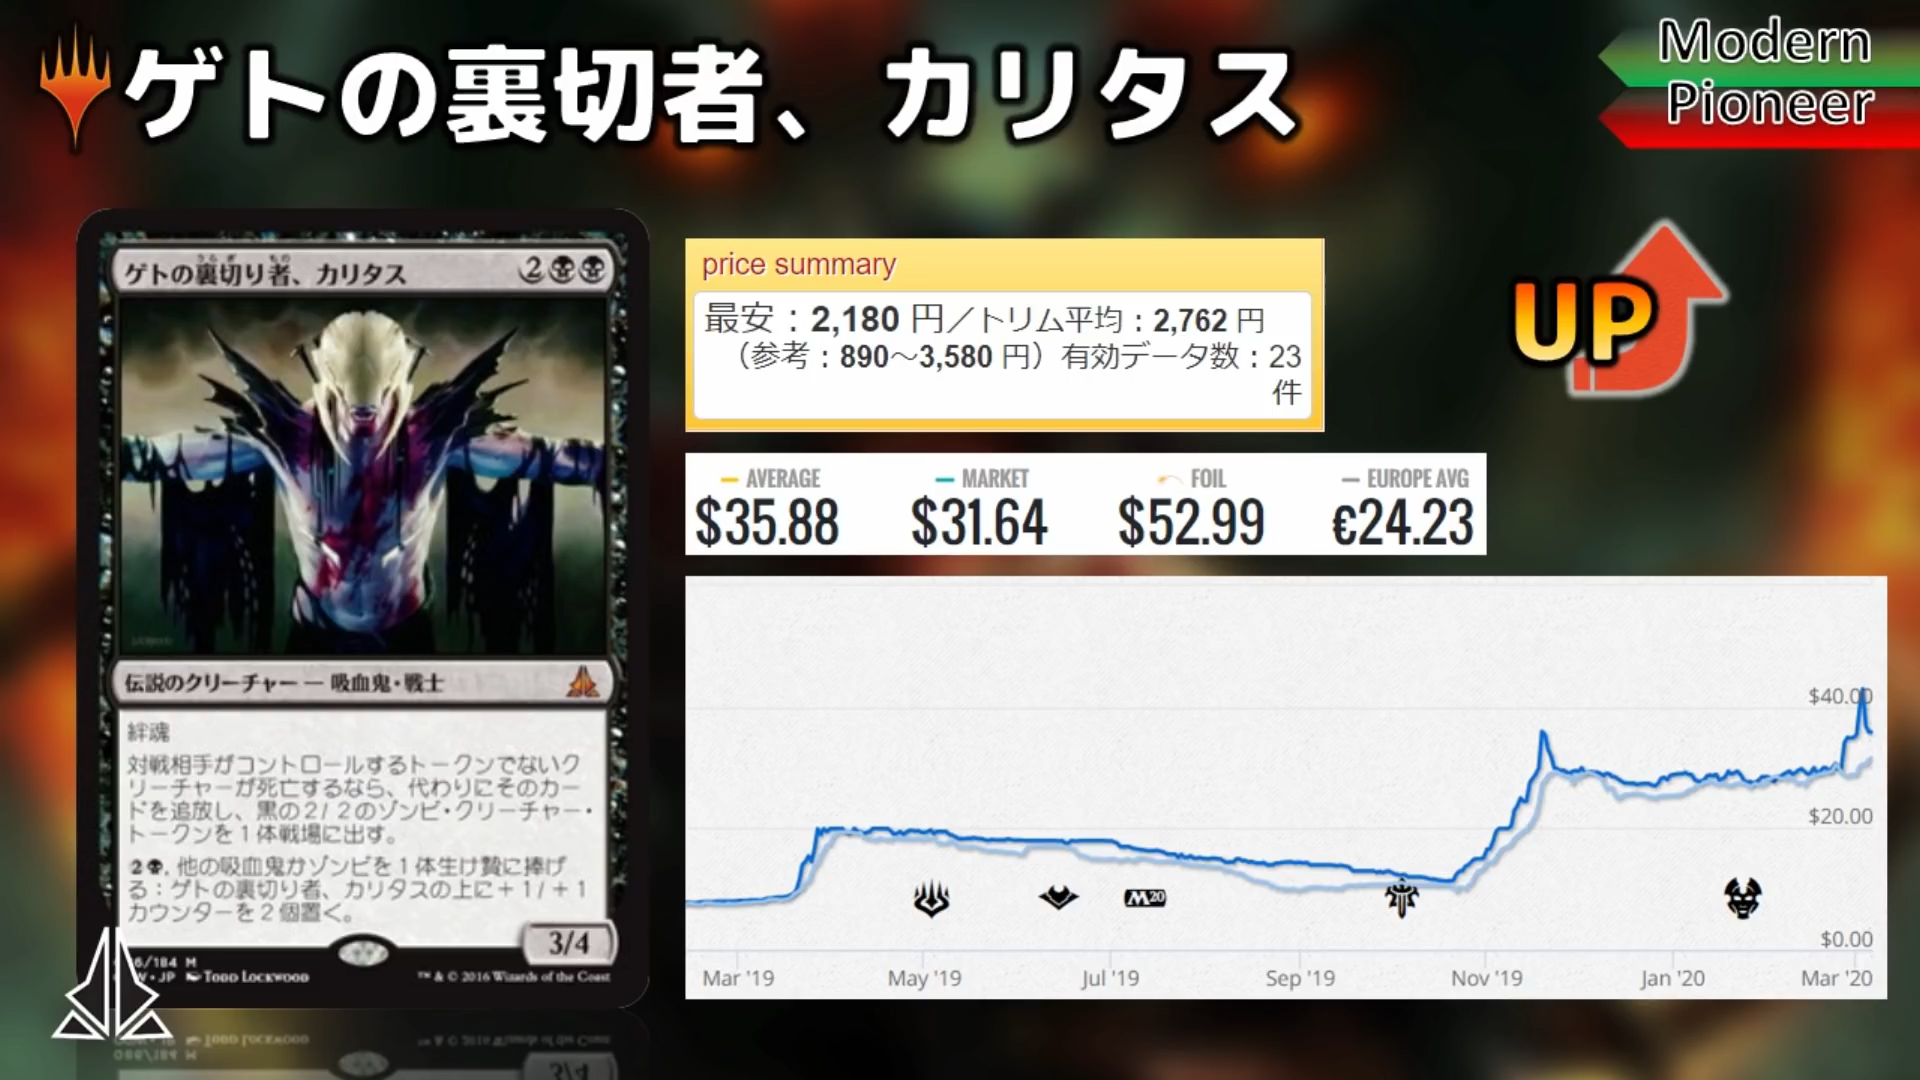 ゲトの裏切者、カリタス
Modern
Pioneer
ゲトの裏切り者、カリタス 2
うらぎ もの
伝説のクリーチャー ― 吸血鬼・戦士
絆魂
対戦相手がコントロールするトークンでないク
リーチャーが死亡するなら、代わりにそのカー
ドを追放し、黒の2/2のゾンビ・クリーチャー・
トークンを1体戦場に出す。
2, 他の吸血鬼かゾンビを1体生け贄に捧げ
る：ゲトの裏切り者、カリタスの上に＋1/＋1
カウンターを2個置く。
3/4
6/184 M
W・JP Todd Lockwood
™ & © 2016 Wizards of the Coast
price summary
最安：2,180 円／トリム平均：2,762 円
（参考：890～3,580 円）有効データ数：23
件
UP
AVERAGE MARKET FOIL EUROPE AVG
$35.88 $31.64 $52.99 €24.23
$40.00
$20.00
M20
$0.00
Mar '19 May '19 Jul '19 Sep '19 Nov '19 Jan '20 Mar '20